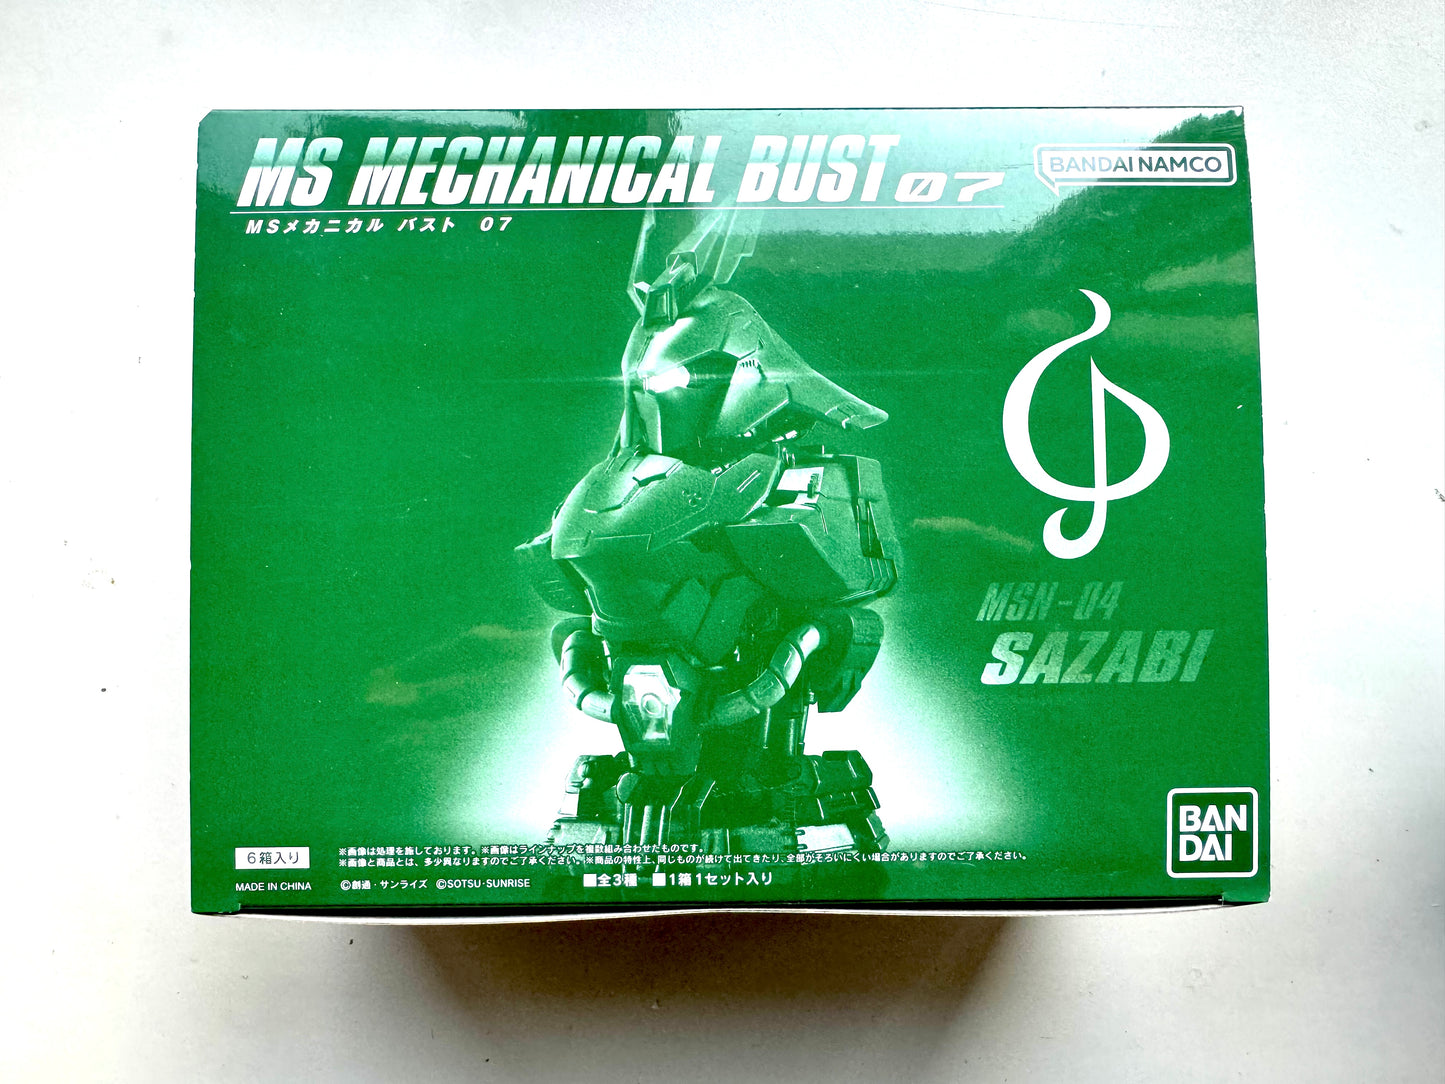 MS MECHANICAL BUST 07
MSメカニカル バスト 07
BANDAI NAMCO
MSN-04
SAZABI
BAN
DAI
6箱入り
※画像は処理を施しております。※画像はラインナップを複数組み合わせたものです。
※画像と商品とは、多少異なりますのでご了承ください。※商品の特性上、同じものが続けて出てきたり、全部がそろいにくい場合がありますのでご了承ください。
MADE IN CHINA
©創通・サンライズ ©SOTSU・SUNRISE
■全3種 ■1箱1セット入り